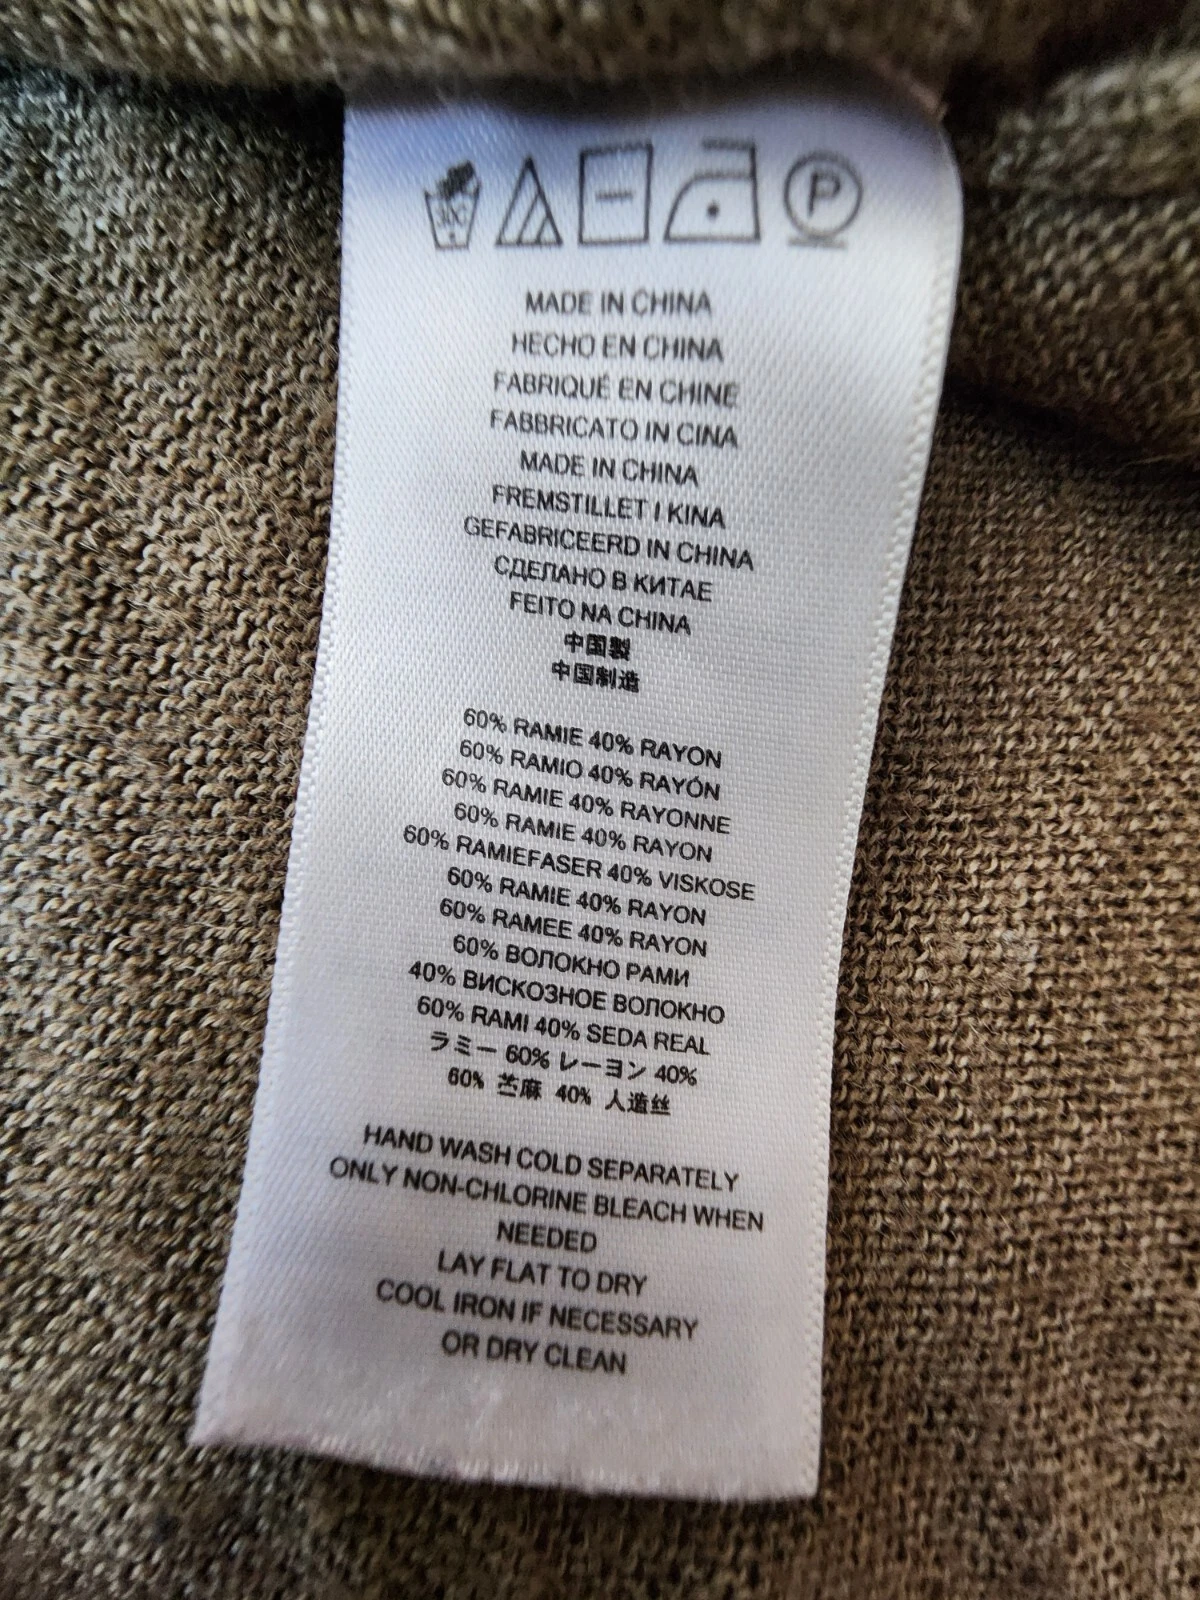 30C
P
MADE IN CHINA
HECHO EN CHINA
FABRIQUÉ EN CHINE
FABBRICATO IN CINA
MADE IN CHINA
FREMSTILLET I KINA
GEFABRICEERD IN CHINA
СДЕЛАНО В КИТАЕ
FEITO NA CHINA
中国製
中国制造
60% RAMIE 40% RAYON
60% RAMIO 40% RAYÓN
60% RAMIE 40% RAYONNE
60% RAMIE 40% RAYON
60% RAMIEFASER 40% VISKOSE
60% RAMIE 40% RAYON
60% RAMEE 40% RAYON
60% ВОЛОКНО РАМИ
40% ВИСКОЗНОЕ ВОЛОКНО
60% RAMI 40% SEDA REAL
ラミー 60% レーヨン 40%
60% 苎麻 40% 人造丝
HAND WASH COLD SEPARATELY
ONLY NON-CHLORINE BLEACH WHEN
NEEDED
LAY FLAT TO DRY
COOL IRON IF NECESSARY
OR DRY CLEAN